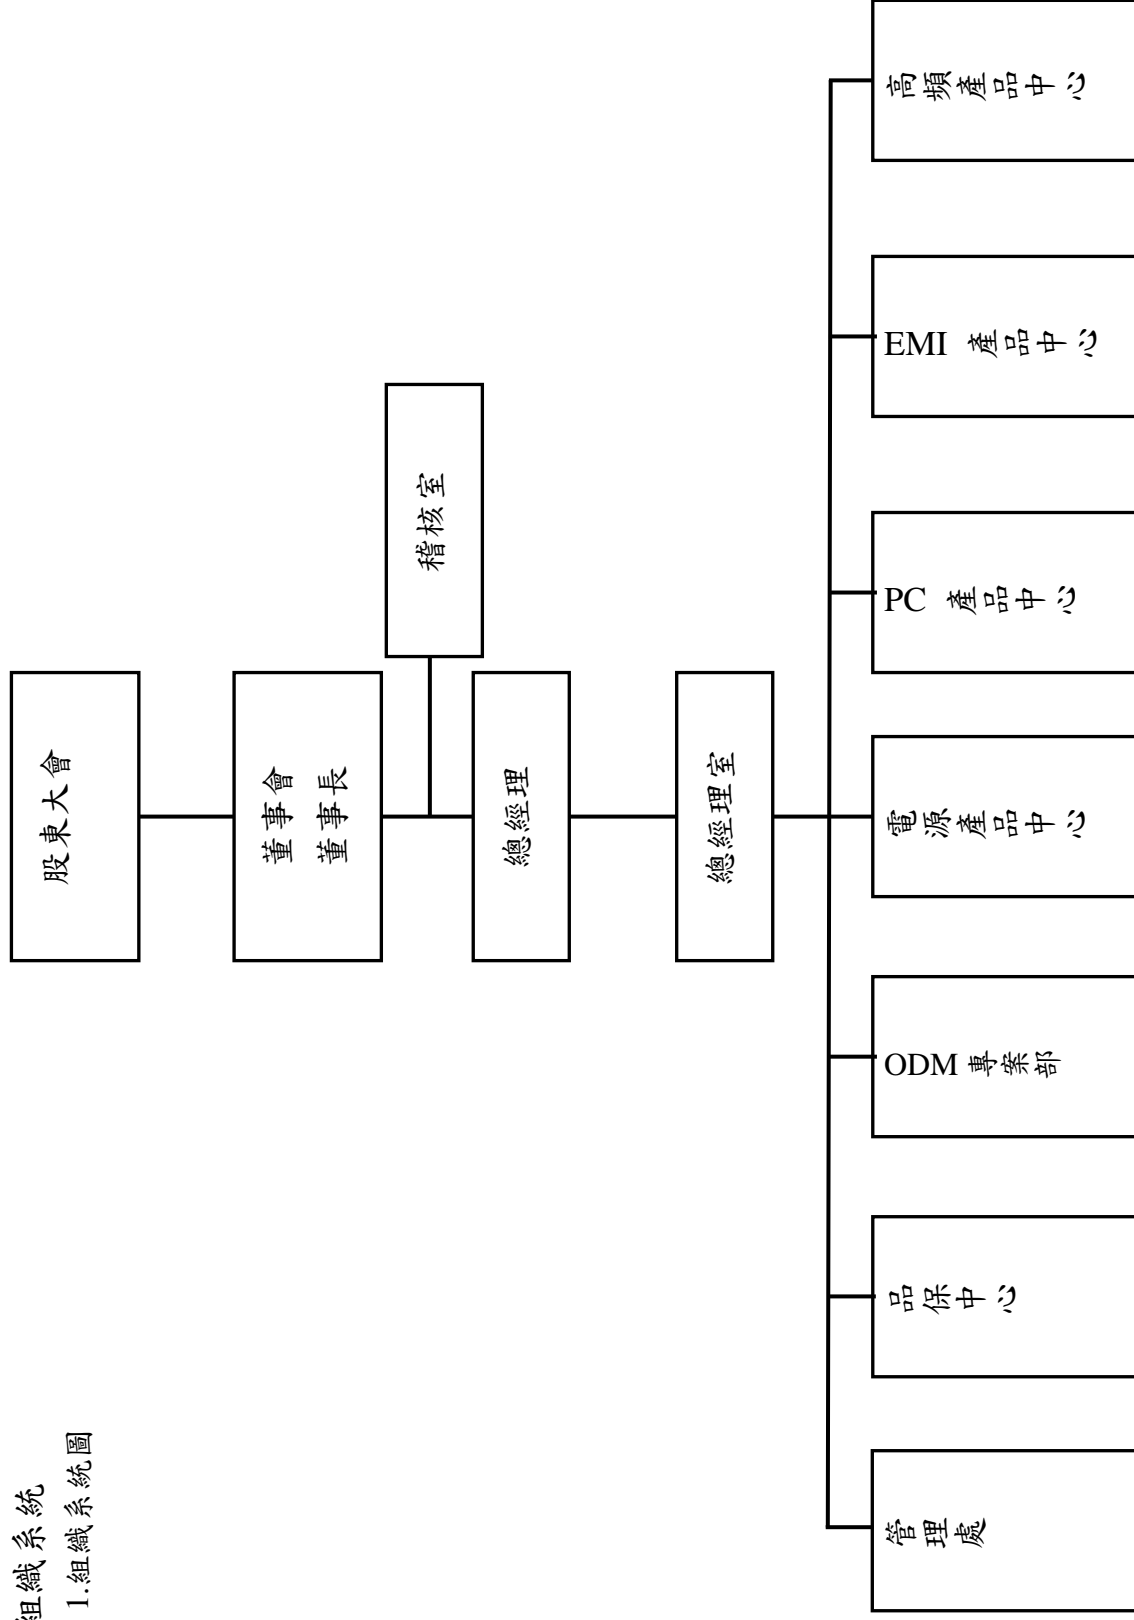 組織系統
1.組織系統圖
股東大會
董事會
董事長
稽核室
總經理
總經理室
管理處
品保中心
ODM 專案部
電源產品中心
PC 產品中心
EMI 產品中心
高頻產品中心